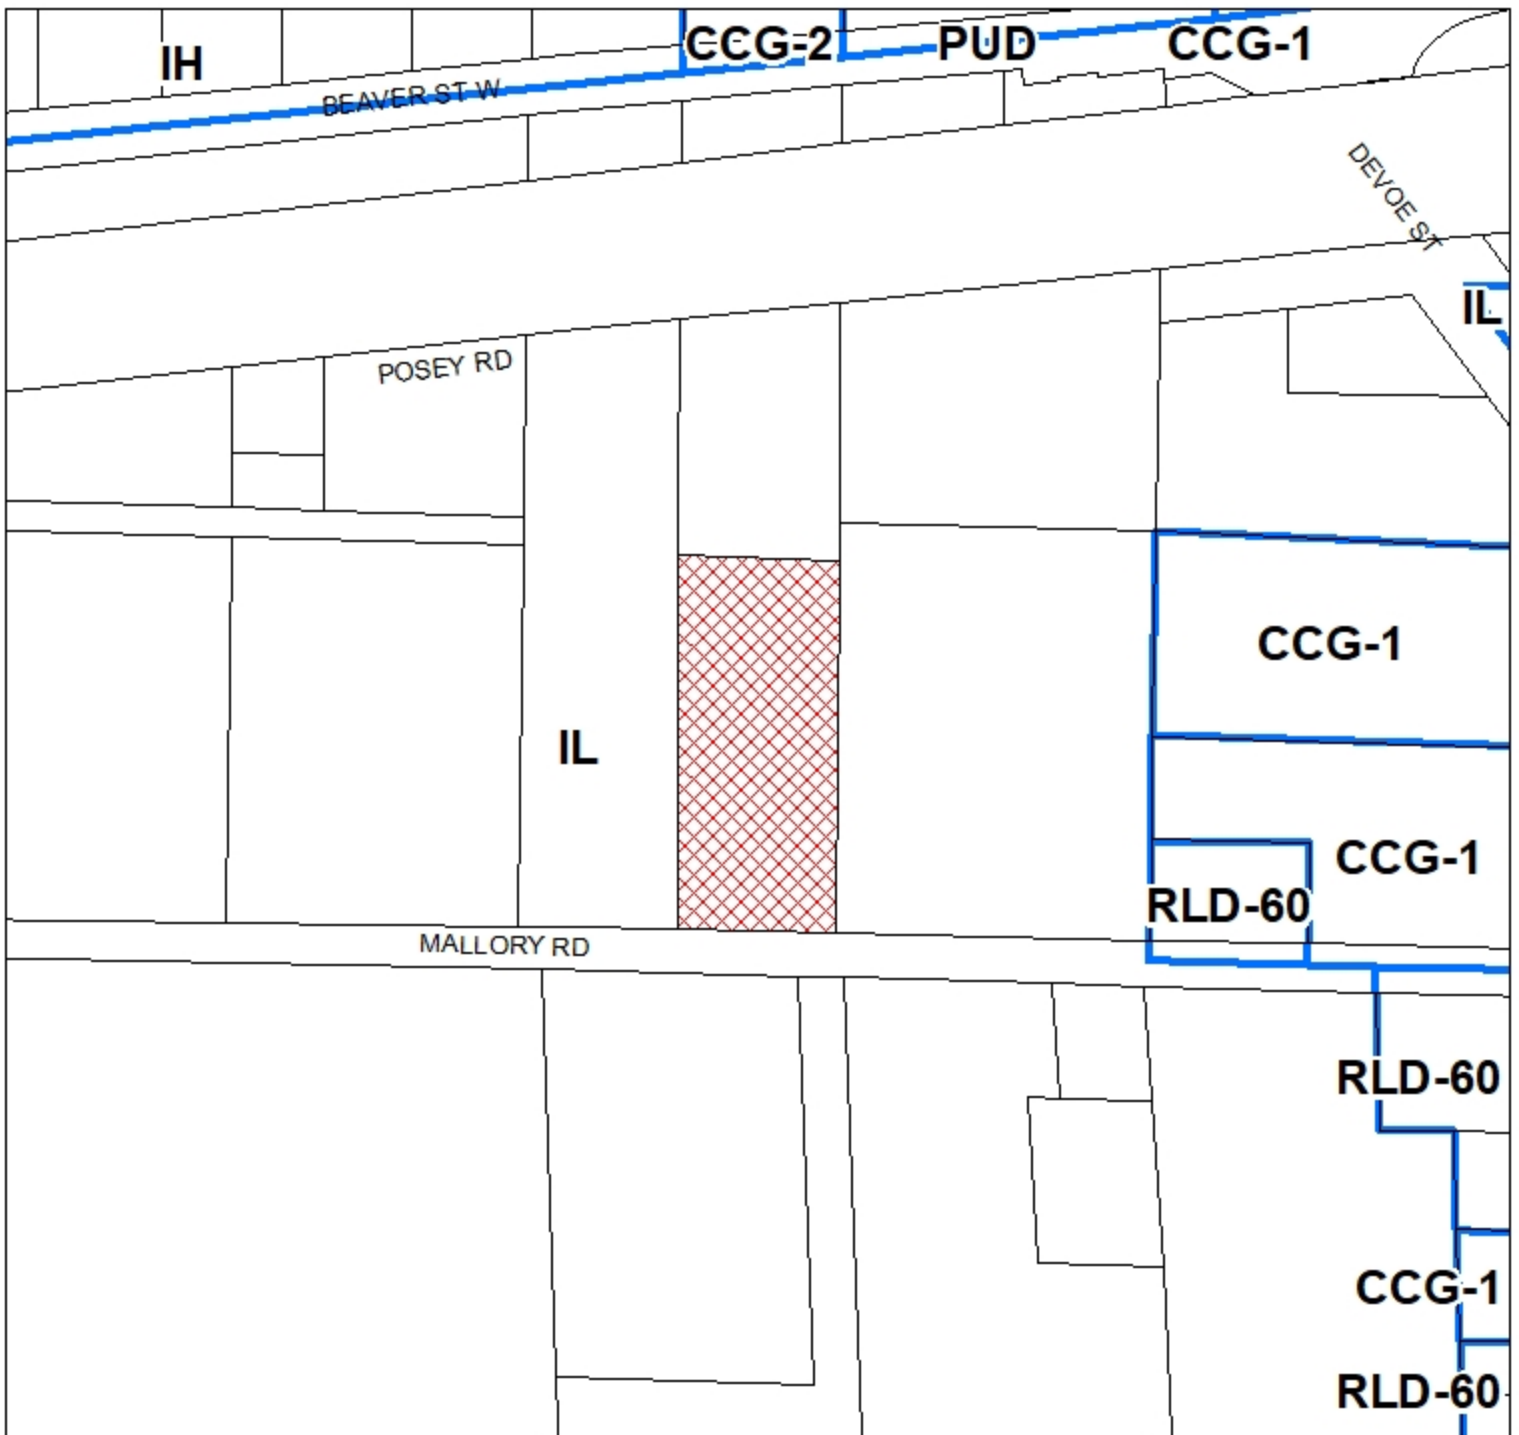 IH
CCG-2
PUD
CCG-1
BEAVER ST W
DEVOE ST
IL
POSEY RD
CCG-1
IL
CCG-1
RLD-60
MALLORY RD
RLD-60
CCG-1
RLD-60